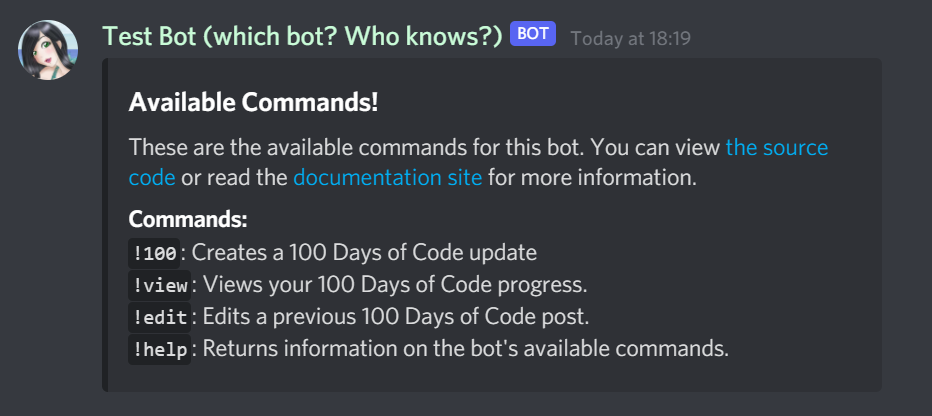 Test Bot (which bot? Who knows?) BOT Today at 18:19
Available Commands!
These are the available commands for this bot. You can view the source
code or read the documentation site for more information.
Commands:
!100: Creates a 100 Days of Code update
!view: Views your 100 Days of Code progress.
!edit: Edits a previous 100 Days of Code post.
!help: Returns information on the bot's available commands.